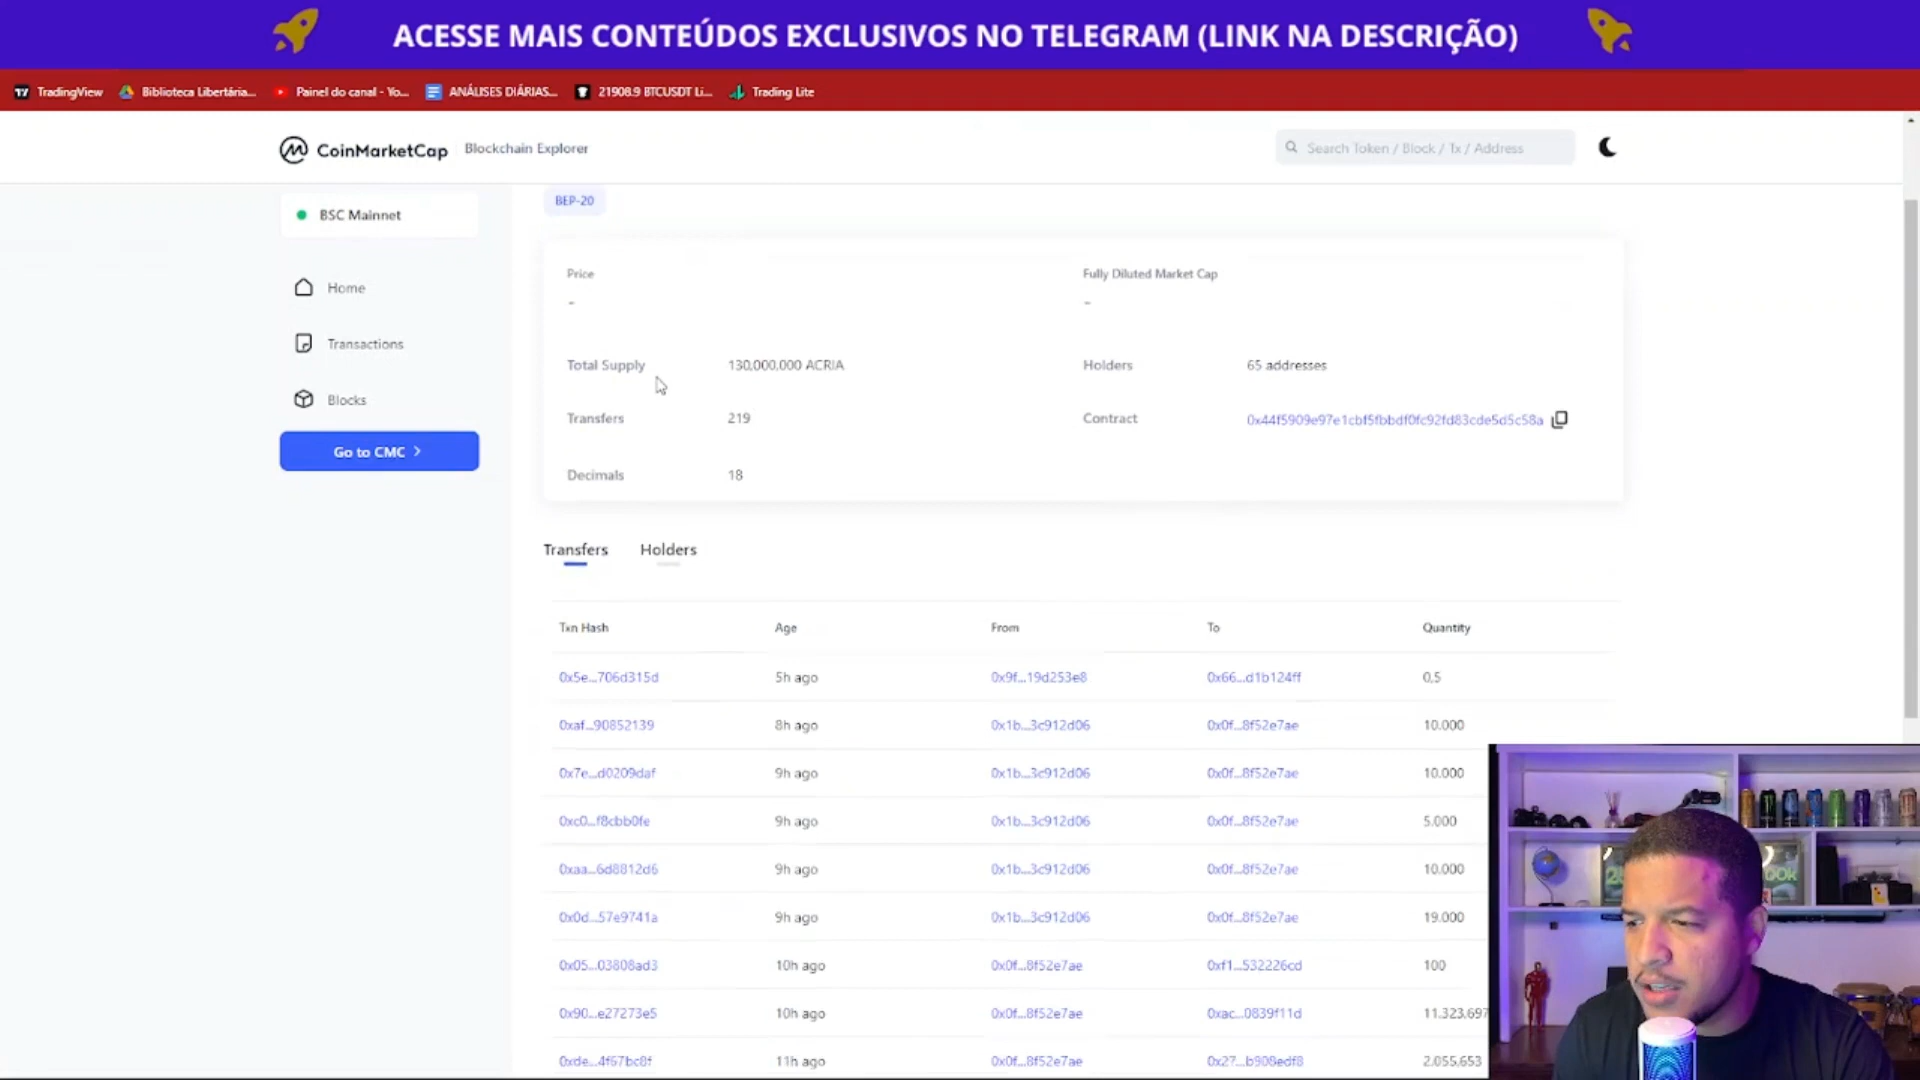 ACESSE MAIS CONTEÚDOS EXCLUSIVOS NO TELEGRAM (LINK NA DESCRIÇÃO)
TradingView Biblioteca Libertária... Painel do canal - Yo... ANÁLISES DIÁRIAS... 21908.9 BTCUSDT Li... Trading Lite
CoinMarketCap Blockchain Explorer Search Token / Block / Tx / Address
BSC Mainnet
Home
Transactions
Blocks
Go to CMC
BEP-20
Price Fully Diluted Market Cap
- -
Total Supply 130,000,000 ACRIA Holders 65 addresses
Transfers 219 Contract 0x44f5909e97e1cbf5fbbdf0fc92fd83cde5d5c58a
Decimals 18
Transfers Holders
Txn Hash Age From To Quantity
0x5e...706d315d 5h ago 0x9f...19d253e8 0x66...d1b124ff 0,5
0xaf...90852139 8h ago 0x1b...3c912d06 0x0f...8f52e7ae 10.000
0x7e...d0209daf 9h ago 0x1b...3c912d06 0x0f...8f52e7ae 10.000
0xc0...f8cbb0fe 9h ago 0x1b...3c912d06 0x0f...8f52e7ae 5.000
0xaa...6d8812d6 9h ago 0x1b...3c912d06 0x0f...8f52e7ae 10.000
0x0d...57e9741a 9h ago 0x1b...3c912d06 0x0f...8f52e7ae 19.000
0x05...03808ad3 10h ago 0x0f...8f52e7ae 0xf1...532226cd 100
0x90...e27273e5 10h ago 0x0f...8f52e7ae 0xac...0839f11d 11.323,697
0xde...4f67bc8f 11h ago 0x0f...8f52e7ae 0x27...b908edf8 2.055,653